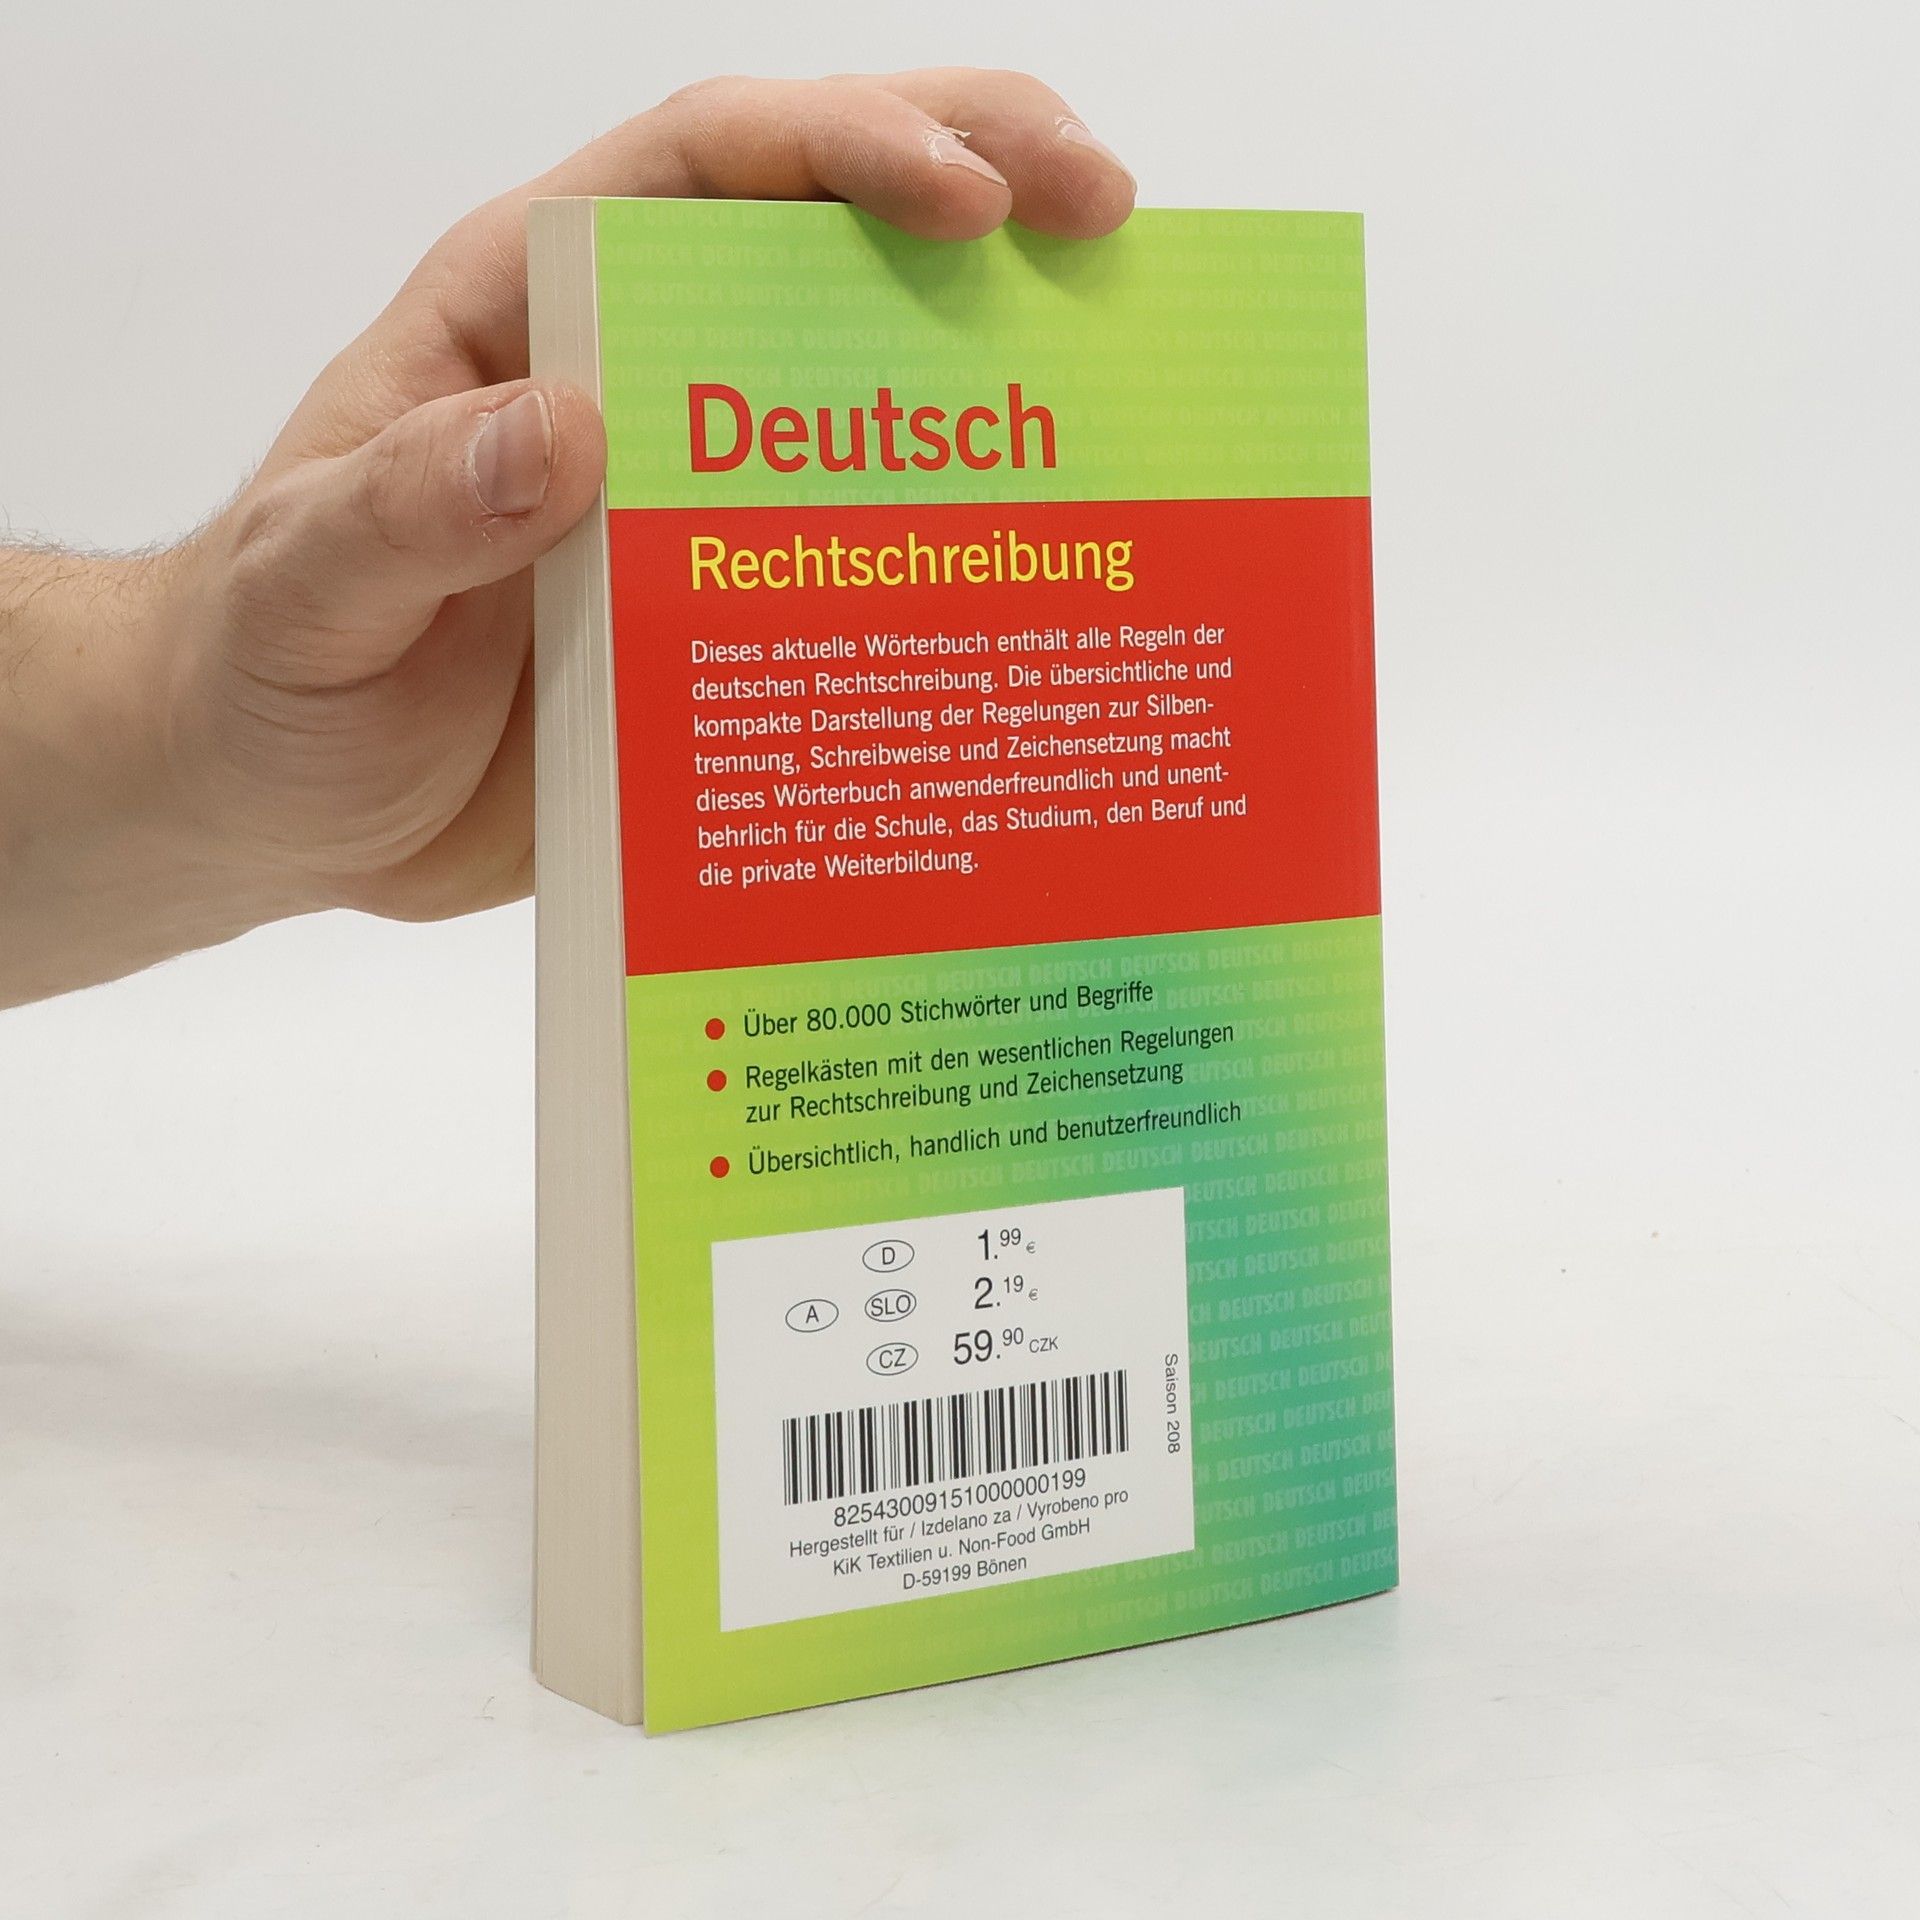 Deutsch
Rechtschreibung
Dieses aktuelle Wörterbuch enthält alle Regeln der
deutschen Rechtschreibung. Die übersichtliche und
kompakte Darstellung der Regelungen zur Silben-
trennung, Schreibweise und Zeichensetzung macht
dieses Wörterbuch anwenderfreundlich und unent-
behrlich für die Schule, das Studium, den Beruf und
die private Weiterbildung.
Über 80.000 Stichwörter und Begriffe
Regelkästen mit den wesentlichen Regelungen
zur Rechtschreibung und Zeichensetzung
Übersichtlich, handlich und benutzerfreundlich
D 1.99 €
A SLO 2.19 €
CZ 59.90 CZK
Saison 208
82543009151000000199
Hergestellt für / Izdelano za / Vyrobeno pro
KiK Textilien u. Non-Food GmbH
D-59199 Bönen